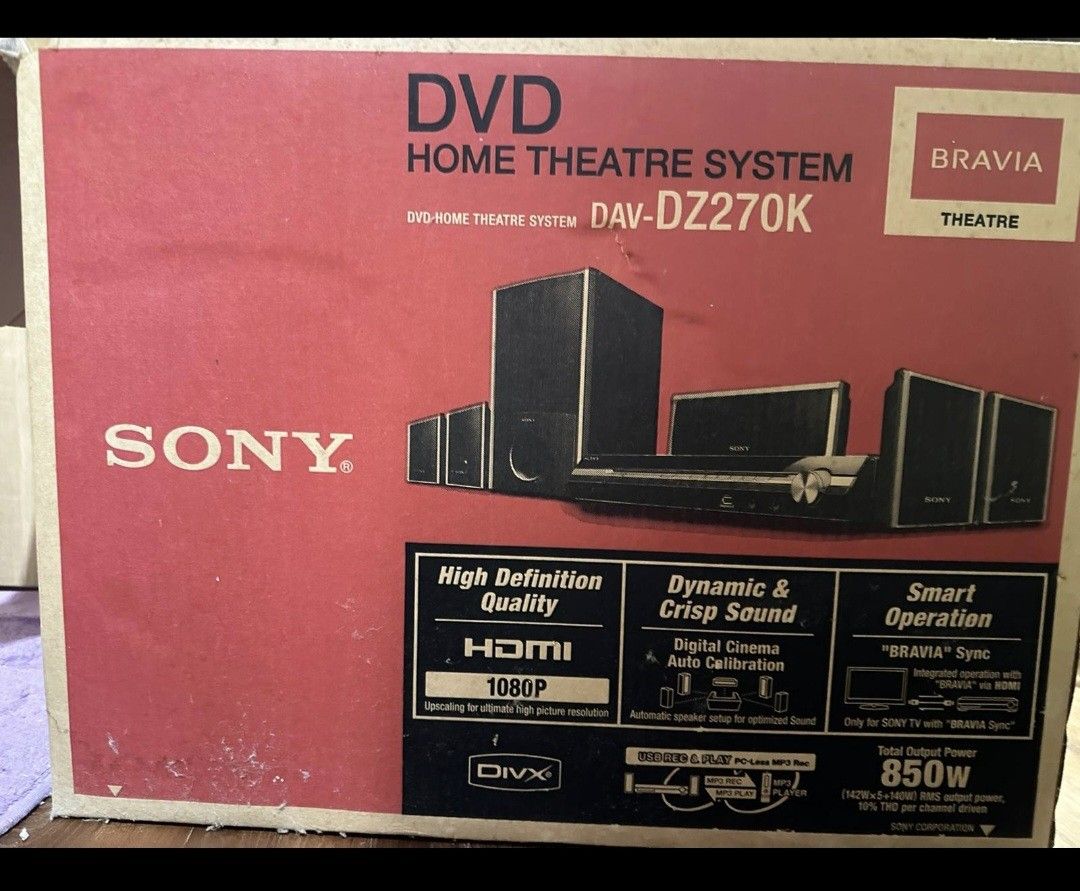 DVD
HOME THEATRE SYSTEM
DVD HOME THEATRE SYSTEM DAV-DZ270K
BRAVIA
THEATRE
SONY®
SONY
SONY
SONY
SONY
High Definition
Quality
HDMI
1080P
Upscaling for ultimate high picture resolution
Dynamic &
Crisp Sound
Digital Cinema
Auto Calibration
Automatic speaker setup for optimized Sound
Smart
Operation
"BRAVIA" Sync
Integrated operation with
"BRAVIA" via HDMI
Only for SONY TV with "BRAVIA Sync"
DIVX
USB REC & PLAY PC-Less MP3 Rec
MP3 REC
MP3 PLAY
MP3
PLAYER
Total Output Power
850W
(142W×5+140W) RMS output power,
10% THD per channel driven
SONY CORPORATION